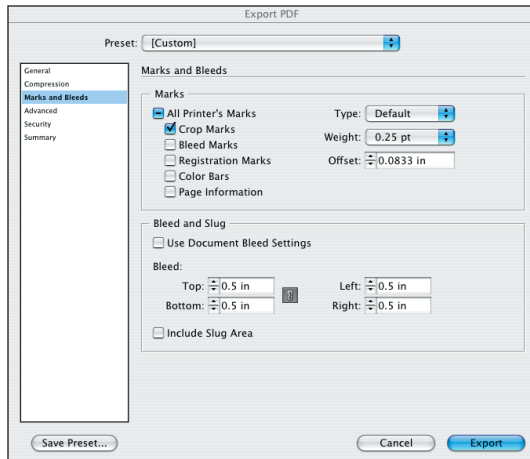 Export PDF
Preset: [Custom]
General
Compression
Marks and Bleeds
Advanced
Security
Summary
Marks and Bleeds
Marks
All Printer's Marks
Crop Marks
Bleed Marks
Registration Marks
Color Bars
Page Information
Type: Default
Weight: 0.25 pt
Offset: 0.0833 in
Bleed and Slug
Use Document Bleed Settings
Bleed:
Top: 0.5 in Left: 0.5 in
Bottom: 0.5 in Right: 0.5 in
Include Slug Area
Save Preset... Cancel Export